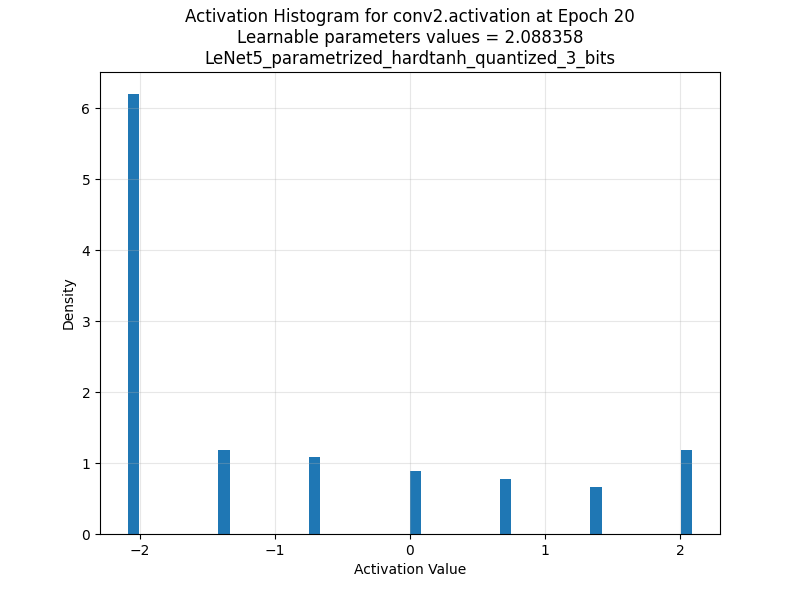 Activation Histogram for conv2.activation at Epoch 20
Learnable parameters values = 2.088358
LeNet5_parametrized_hardtanh_quantized_3_bits
6
5
4
3
2
1
0
Density
−2
−1
0
1
2
Activation Value